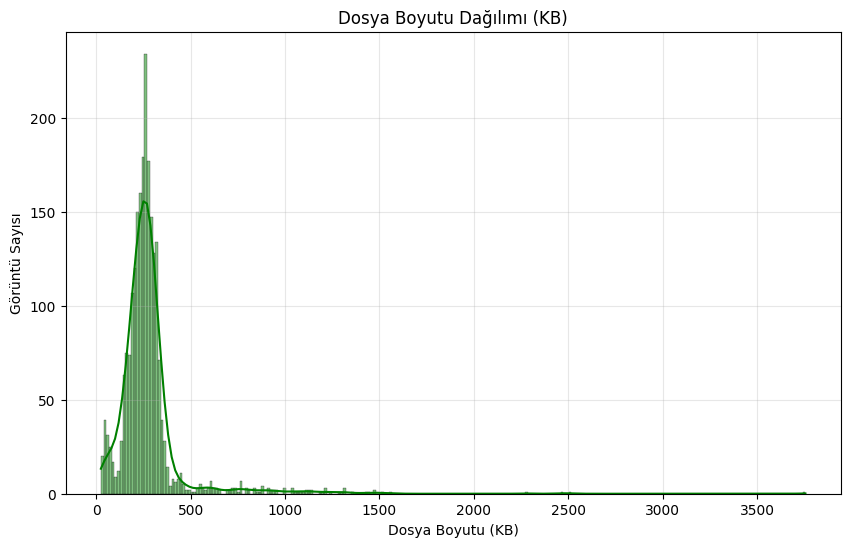 Dosya Boyutu Dağılımı (KB)
Görüntü Sayısı
200
150
100
50
0
0 500 1000 1500 2000 2500 3000 3500
Dosya Boyutu (KB)